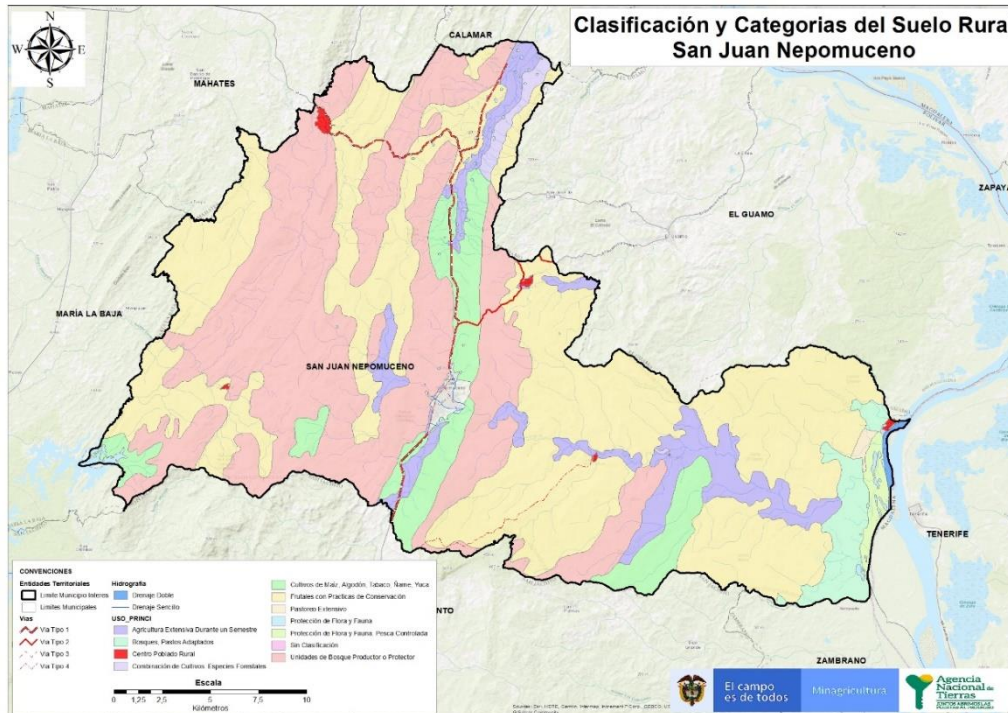 Clasificación y Categorias del Suelo Rura
San Juan Nepomuceno
N
W
E
S
CALAMAR
MAHATES
ZAPAYA
EL GUAMO
MARÍA LA BAJA
SAN JUAN NEPOMUCENO
TENERIFE
NTO
ZAMBRANO
CONVENCIONES
Entidades Territoriales
Limite Municipio Interes
Limites Municipales
Vias
Via Tipo 1
Via Tipo 2
Via Tipo 3
Via Tipo 4
Hidrografia
Drenaje Doble
Drenaje Sencillo
USO_PRINCI
Agricultura Extensiva Durante un Semestre
Bosques, Pastos Adaptados
Centro Poblado Rural
Combinación de Cultivos, Especies Forestales
Cultivos de Maíz, Algodón, Tabaco, Ñame, Yuca
Frutales con Practicas de Conservación
Pastoreo Extensivo
Protección de Flora y Fauna
Protección de Flora y Fauna, Pesca Controlada
Sin Clasificación
Unidades de Bosque Productor o Protector
Escala
0 1,25 2,5 5 7,5 10
Kilómetros
El campo
es de todos
Minagricultura
Agencia
Nacional de
Tierras